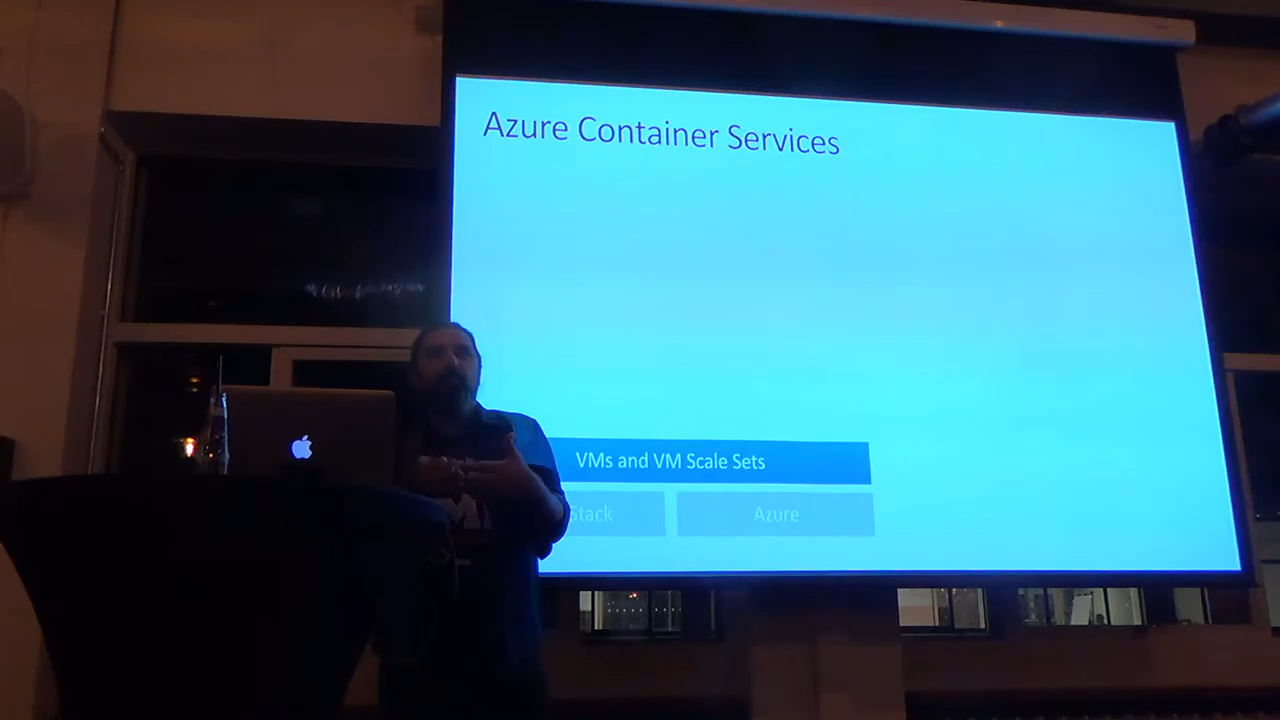 Azure Container Services
VMs and VM Scale Sets
Stack
Azure